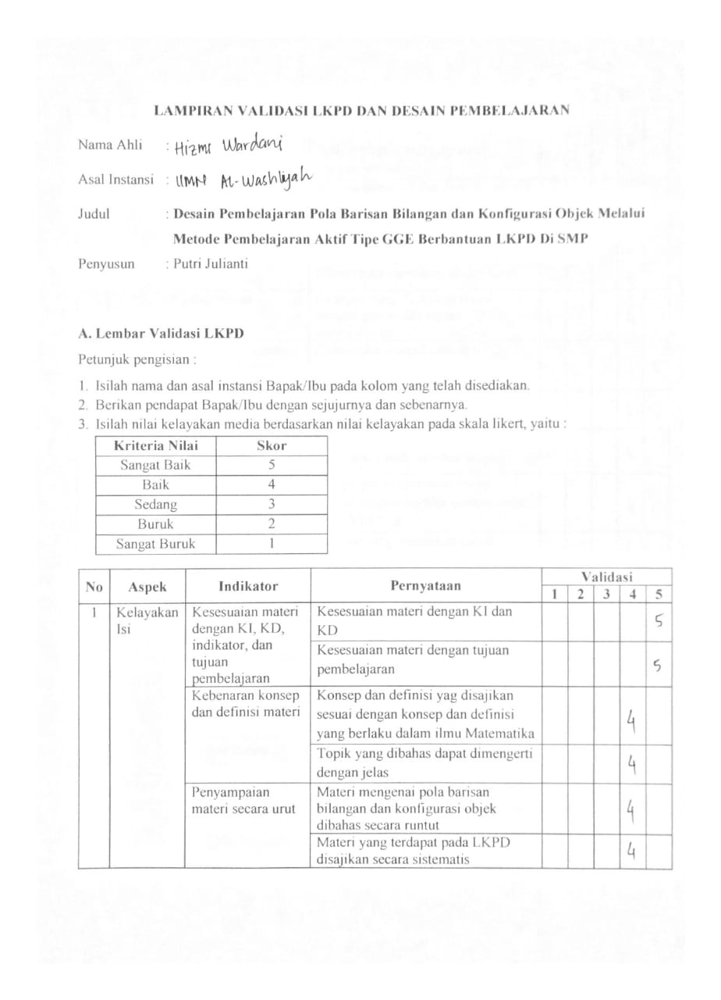 LAMPIRAN VALIDASI LKPD DAN DESAIN PEMBELAJARAN
Nama Ahli : Hizmi Wardani
Asal Instansi : UMN Al-Washliyah
Judul : Desain Pembelajaran Pola Barisan Bilangan dan Konfigurasi Objek Melalui
Metode Pembelajaran Aktif Tipe GGE Berbantuan LKPD Di SMP
Penyusun : Putri Julianti
A. Lembar Validasi LKPD
Petunjuk pengisian :
1. Isilah nama dan asal instansi Bapak/Ibu pada kolom yang telah disediakan.
2. Berikan pendapat Bapak/Ibu dengan sejujurnya dan sebenarnya.
3. Isilah nilai kelayakan media berdasarkan nilai kelayakan pada skala likert, yaitu :
Kriteria Nilai Skor
Sangat Baik 5
Baik 4
Sedang 3
Buruk 2
Sangat Buruk 1
No Aspek Indikator Pernyataan Validasi
1 2 3 4 5
1 Kelayakan
Isi
Kesesuaian materi
dengan KI, KD,
indikator, dan
tujuan
pembelajaran
Kesesuaian materi dengan KI dan
KD
5
Kesesuaian materi dengan tujuan
pembelajaran
5
Kebenaran konsep
dan definisi materi
Konsep dan definisi yag disajikan
sesuai dengan konsep dan definisi
yang berlaku dalam ilmu Matematika
4
Topik yang dibahas dapat dimengerti
dengan jelas
4
Penyampaian
materi secara urut
Materi mengenai pola barisan
bilangan dan konfigurasi objek
dibahas secara runtut
4
Materi yang terdapat pada LKPD
disajikan secara sistematis
4